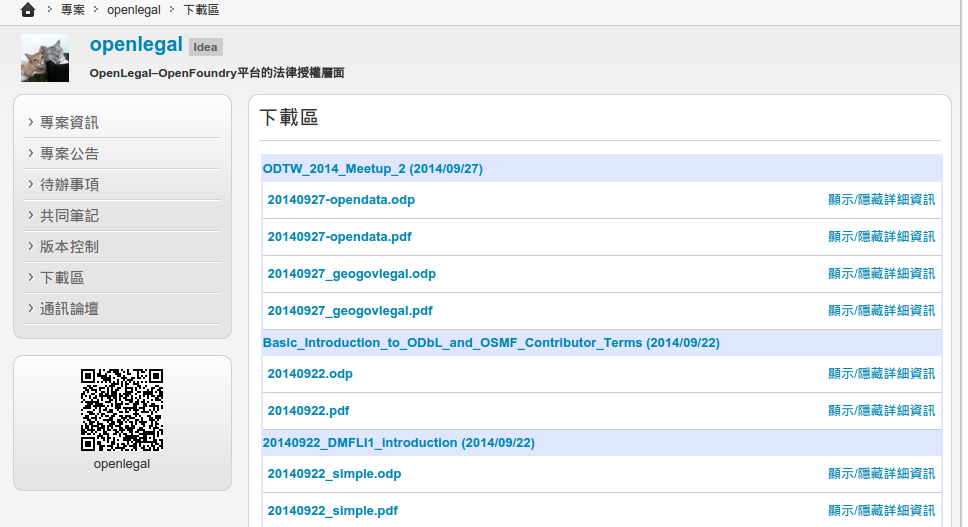 專案 openlegal 下載區
openlegal Idea
OpenLegal–OpenFoundry平台的法律授權層面
專案資訊
專案公告
待辦事項
共同筆記
版本控制
下載區
通訊論壇
openlegal
下載區
ODTW_2014_Meetup_2 (2014/09/27)
20140927-opendata.odp 顯示/隱藏詳細資訊
20140927-opendata.pdf 顯示/隱藏詳細資訊
20140927_geogovlegal.odp 顯示/隱藏詳細資訊
20140927_geogovlegal.pdf 顯示/隱藏詳細資訊
Basic_Introduction_to_ODbL_and_OSMF_Contributor_Terms (2014/09/22)
20140922.odp 顯示/隱藏詳細資訊
20140922.pdf 顯示/隱藏詳細資訊
20140922_DMFLI1_introduction (2014/09/22)
20140922_simple.odp 顯示/隱藏詳細資訊
20140922_simple.pdf 顯示/隱藏詳細資訊